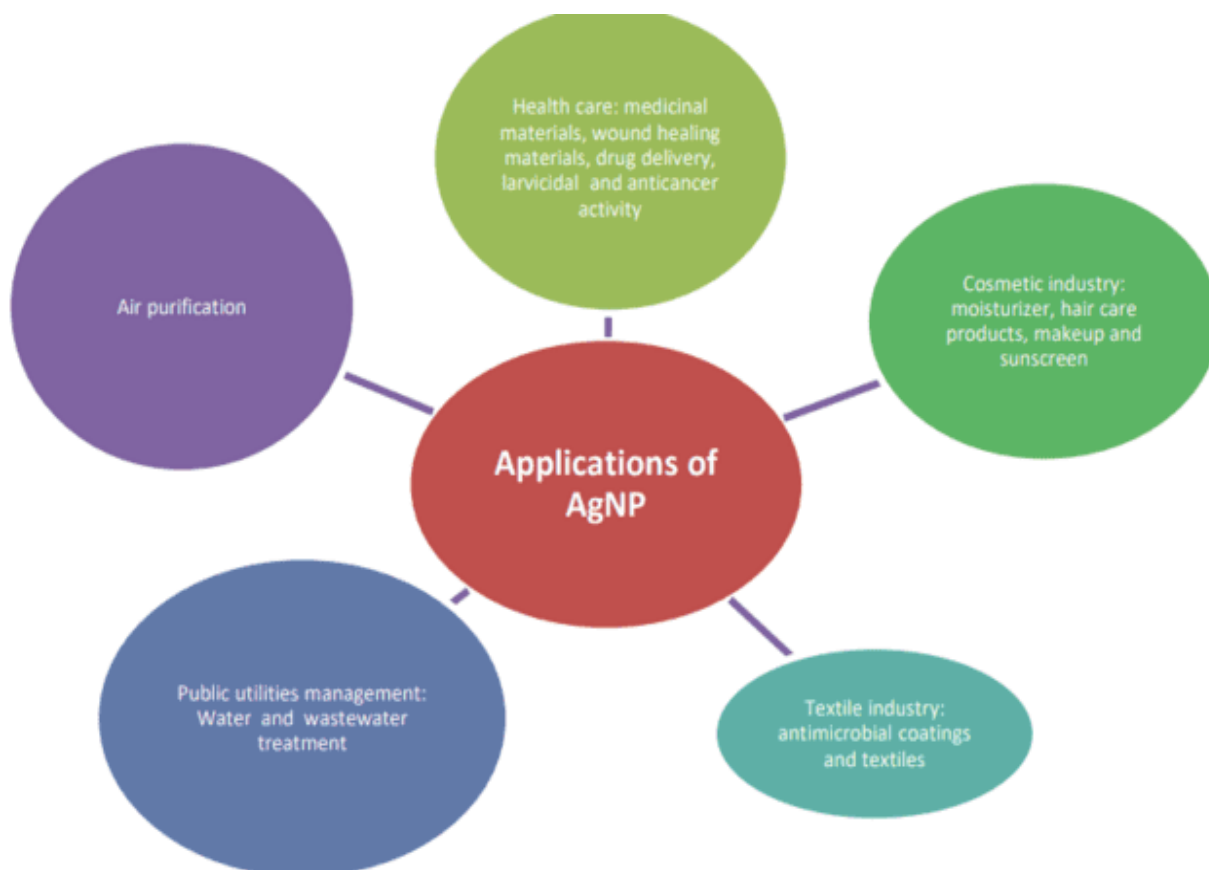 Health care: medicinal
materials, wound healing
materials, drug delivery,
larvicidal and anticancer
activity
Air purification
Cosmetic industry:
moisturizer, hair care
products, makeup and
sunscreen
Applications of
AgNP
Public utilities management:
Water and wastewater
treatment
Textile industry:
antimicrobial coatings
and textiles